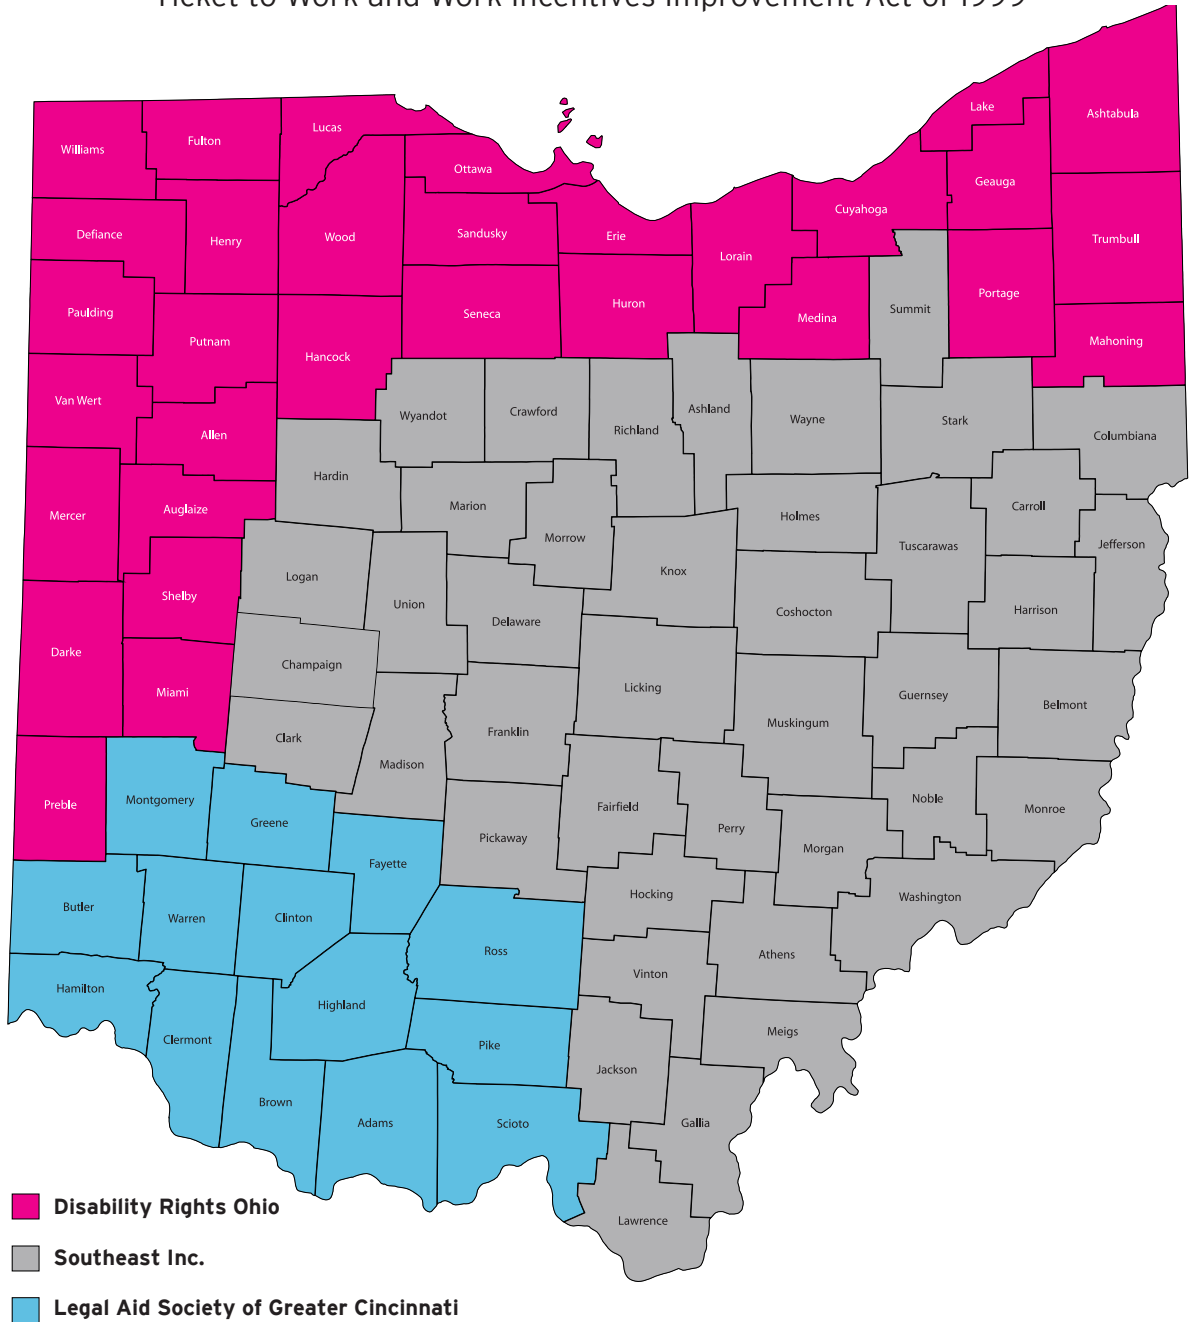 Ticket to Work and Work Incentives Improvement Act of 1999
Lake
Ashtabula
Lucas
Fulton
Williams
Ottawa
Geauga
Cuyahoga
Defiance
Henry
Wood
Sandusky
Erie
Lorain
Trumbull
Portage
Huron
Summit
Paulding
Seneca
Medina
Putnam
Mahoning
Hancock
Van Wert
Wyandot
Crawford
Ashland
Wayne
Stark
Richland
Allen
Columbiana
Hardin
Marion
Carroll
Mercer
Auglaize
Holmes
Morrow
Tuscarawas
Jefferson
Knox
Logan
Shelby
Union
Coshocton
Harrison
Delaware
Darke
Champaign
Licking
Miami
Guernsey
Belmont
Muskingum
Franklin
Clark
Madison
Montgomery
Preble
Noble
Fairfield
Monroe
Greene
Perry
Pickaway
Morgan
Fayette
Hocking
Washington
Butler
Warren
Clinton
Ross
Athens
Vinton
Hamilton
Highland
Meigs
Clermont
Pike
Jackson
Brown
Adams
Scioto
Gallia
Lawrence
Disability Rights Ohio
Southeast Inc.
Legal Aid Society of Greater Cincinnati